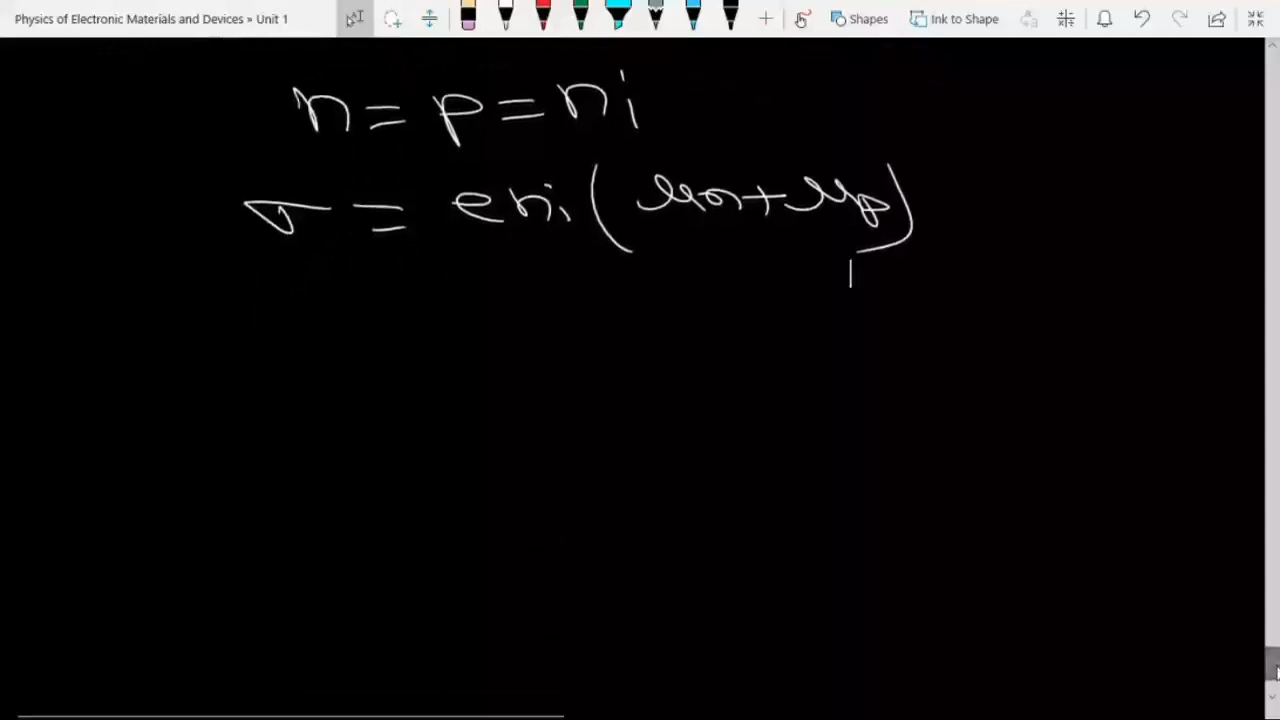 Physics of Electronic Materials and Devices » Unit 1
Shapes
Ink to Shape
n = p = ni
σ = eni (μn + μp)